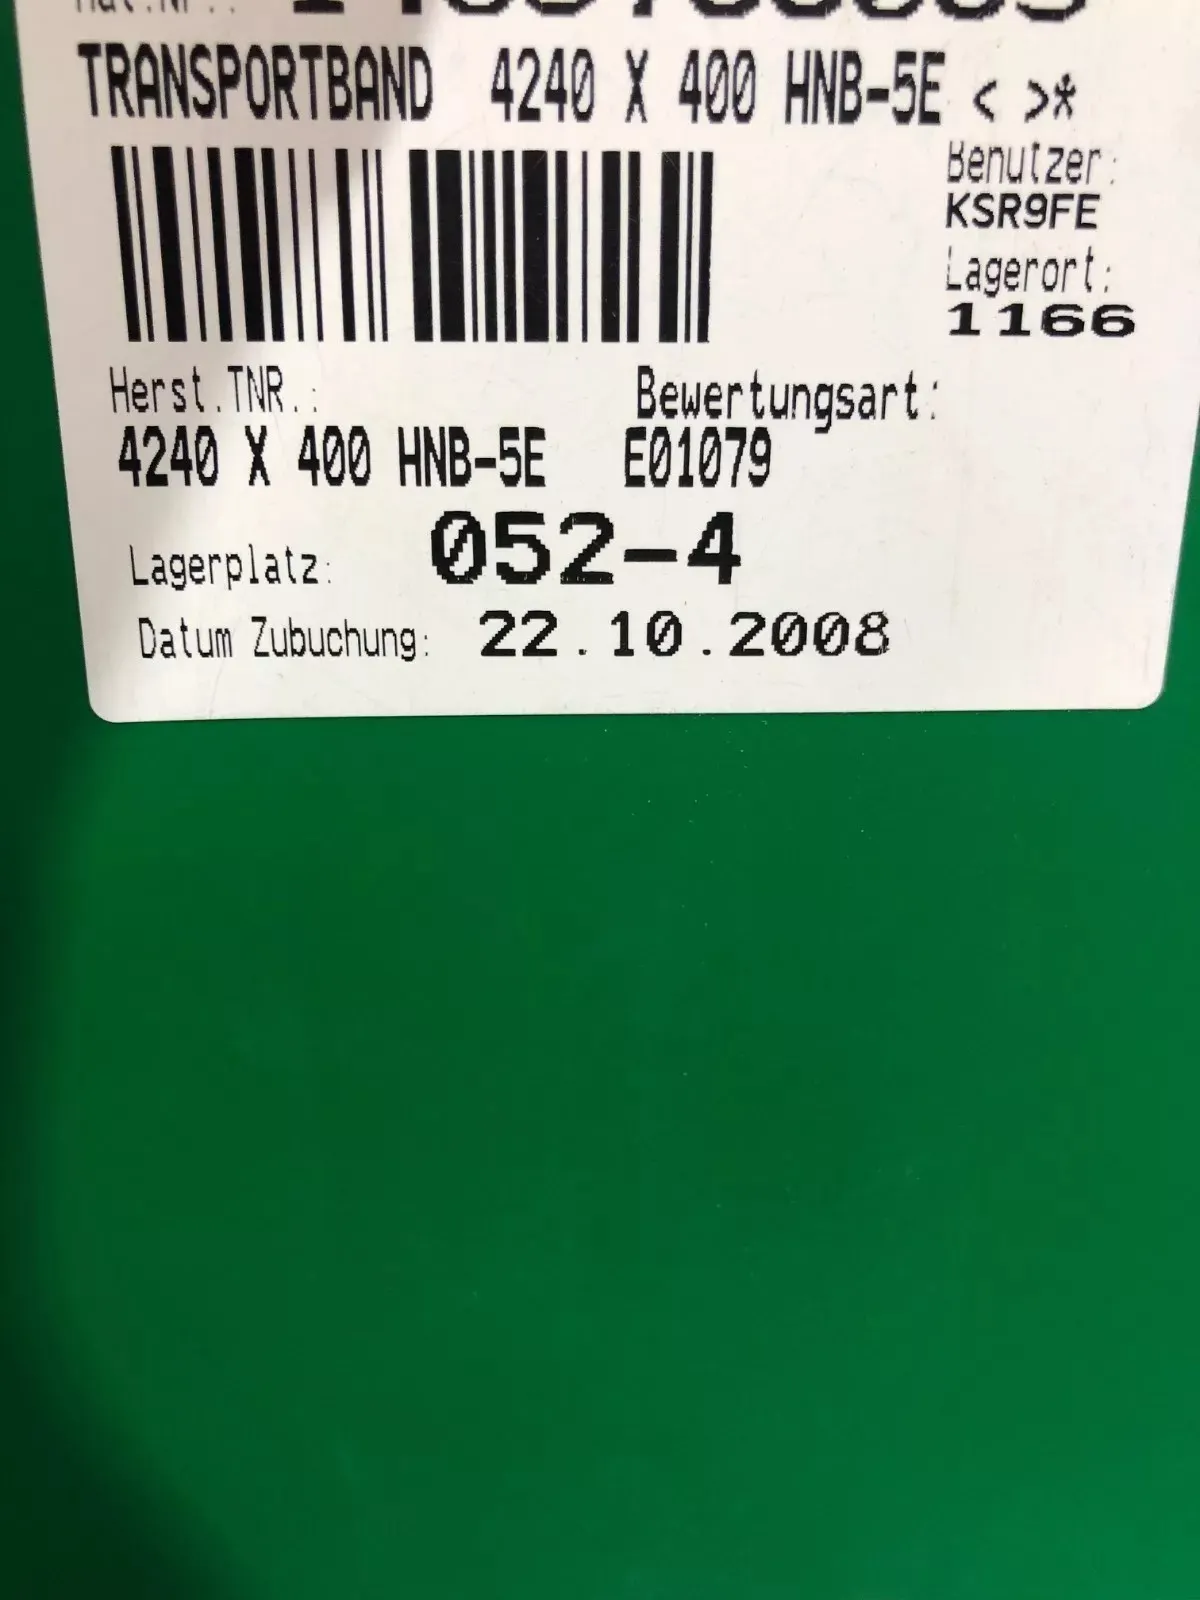 TRANSPORTBAND 4240 X 400 HNB-5E < >*
Benutzer:
KSR9FE
Lagerort:
1166
Herst.TNR.: Bewertungsart:
4240 X 400 HNB-5E E01079
Lagerplatz: 052-4
Datum Zubuchung: 22.10.2008